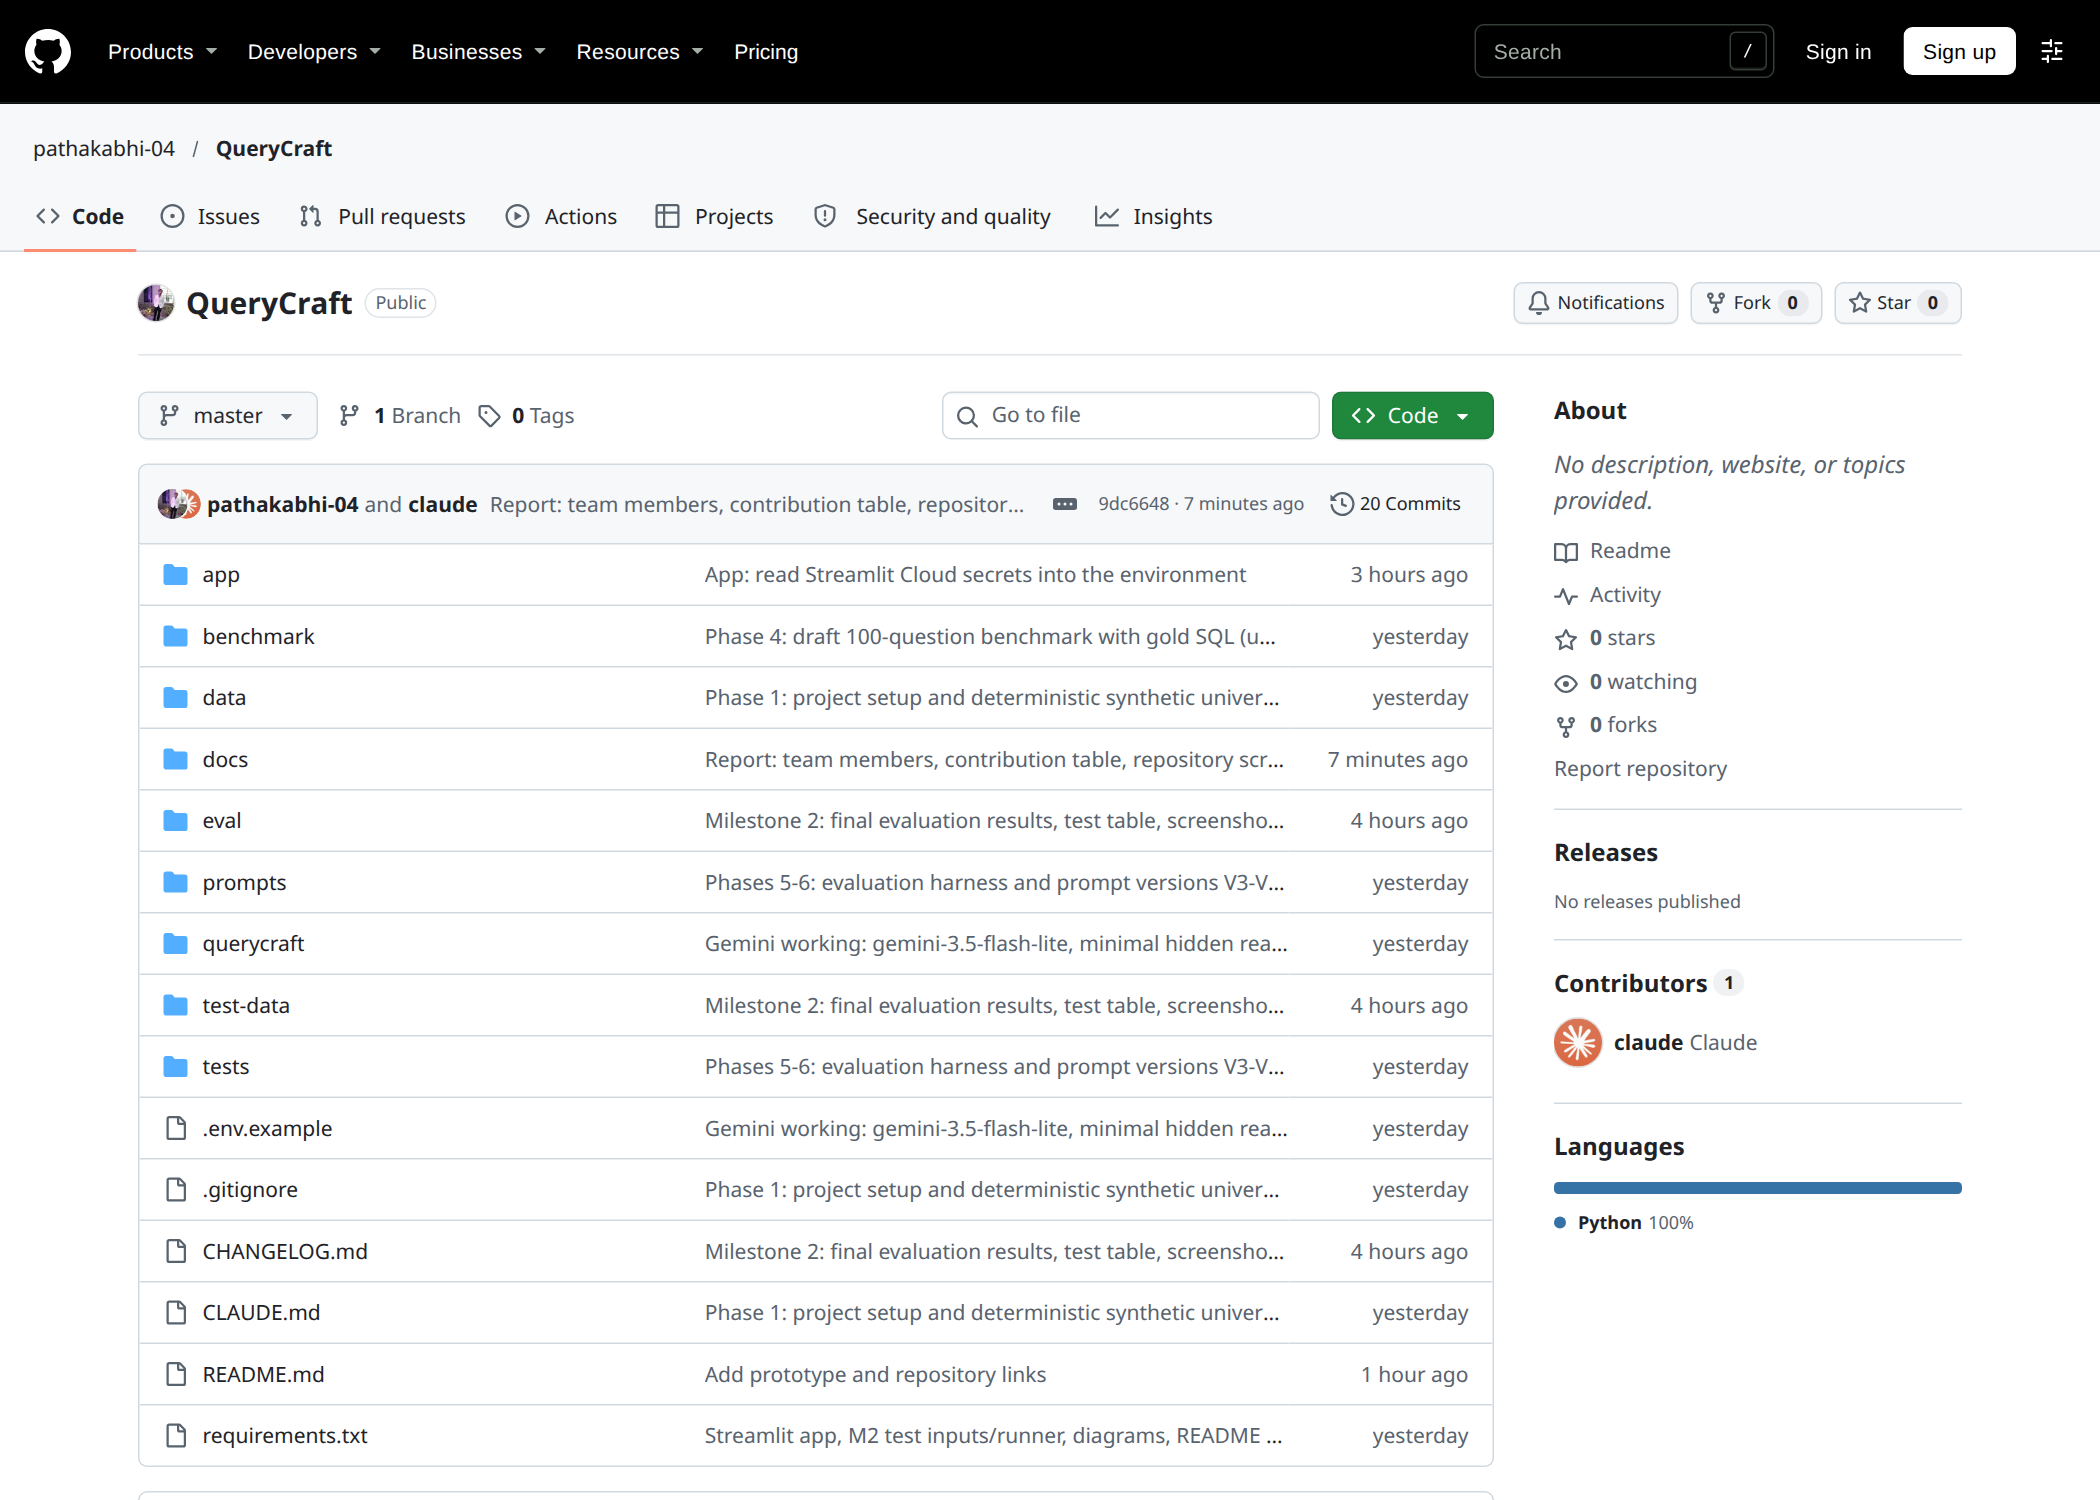 Products Developers Businesses Resources Pricing Search / Sign in Sign up
pathakabhi-04 / QueryCraft
Code Issues Pull requests Actions Projects Security and quality Insights
QueryCraft Public Notifications Fork 0 Star 0
master 1 Branch 0 Tags Go to file Code
pathakabhi-04 and claude Report: team members, contribution table, repositor... 9dc6648 · 7 minutes ago 20 Commits
app App: read Streamlit Cloud secrets into the environment 3 hours ago
benchmark Phase 4: draft 100-question benchmark with gold SQL (u... yesterday
data Phase 1: project setup and deterministic synthetic univer... yesterday
docs Report: team members, contribution table, repository scr... 7 minutes ago
eval Milestone 2: final evaluation results, test table, screensho... 4 hours ago
prompts Phases 5-6: evaluation harness and prompt versions V3-V... yesterday
querycraft Gemini working: gemini-3.5-flash-lite, minimal hidden rea... yesterday
test-data Milestone 2: final evaluation results, test table, screensho... 4 hours ago
tests Phases 5-6: evaluation harness and prompt versions V3-V... yesterday
.env.example Gemini working: gemini-3.5-flash-lite, minimal hidden rea... yesterday
.gitignore Phase 1: project setup and deterministic synthetic univer... yesterday
CHANGELOG.md Milestone 2: final evaluation results, test table, screensho... 4 hours ago
CLAUDE.md Phase 1: project setup and deterministic synthetic univer... yesterday
README.md Add prototype and repository links 1 hour ago
requirements.txt Streamlit app, M2 test inputs/runner, diagrams, README ... yesterday
About
No description, website, or topics
provided.
Readme
Activity
0 stars
0 watching
0 forks
Report repository
Releases
No releases published
Contributors 1
claude Claude
Languages
Python 100%